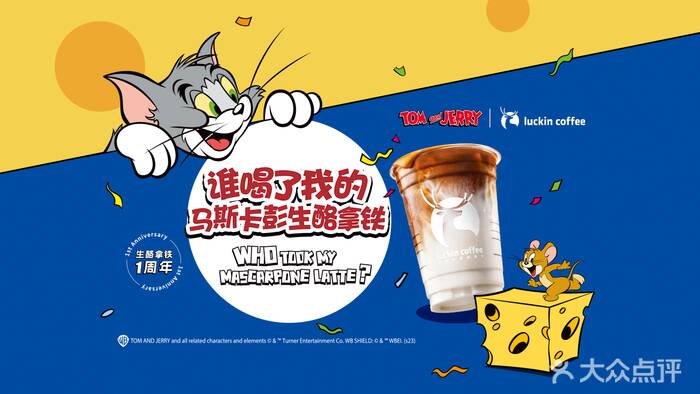 TOM AND JERRY
luckin coffee
谁喝了我的
马斯卡彭生酪拿铁
WHO TOOK MY
MASCARPONE LATTE?
1st Anniversary
生酪拿铁
1周年
1st Anniversary
luckin coffee
TOM AND JERRY and all related characters and elements © & ™ Turner Entertainment Co. WB SHIELD: © & ™ WBEI. (s23)
大众点评